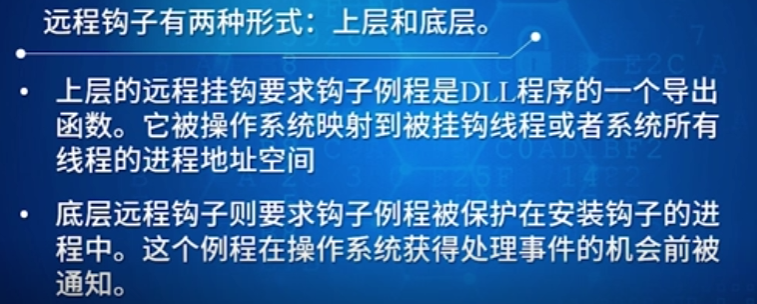 远程钩子有两种形式：上层和底层。
• 上层的远程挂钩要求钩子例程是DLL程序的一个导出
函数。它被操作系统映射到被挂钩线程或者系统所有
线程的进程地址空间
• 底层远程钩子则要求钩子例程被保护在安装钩子的进
程中。这个例程在操作系统获得处理事件的机会前被
通知。